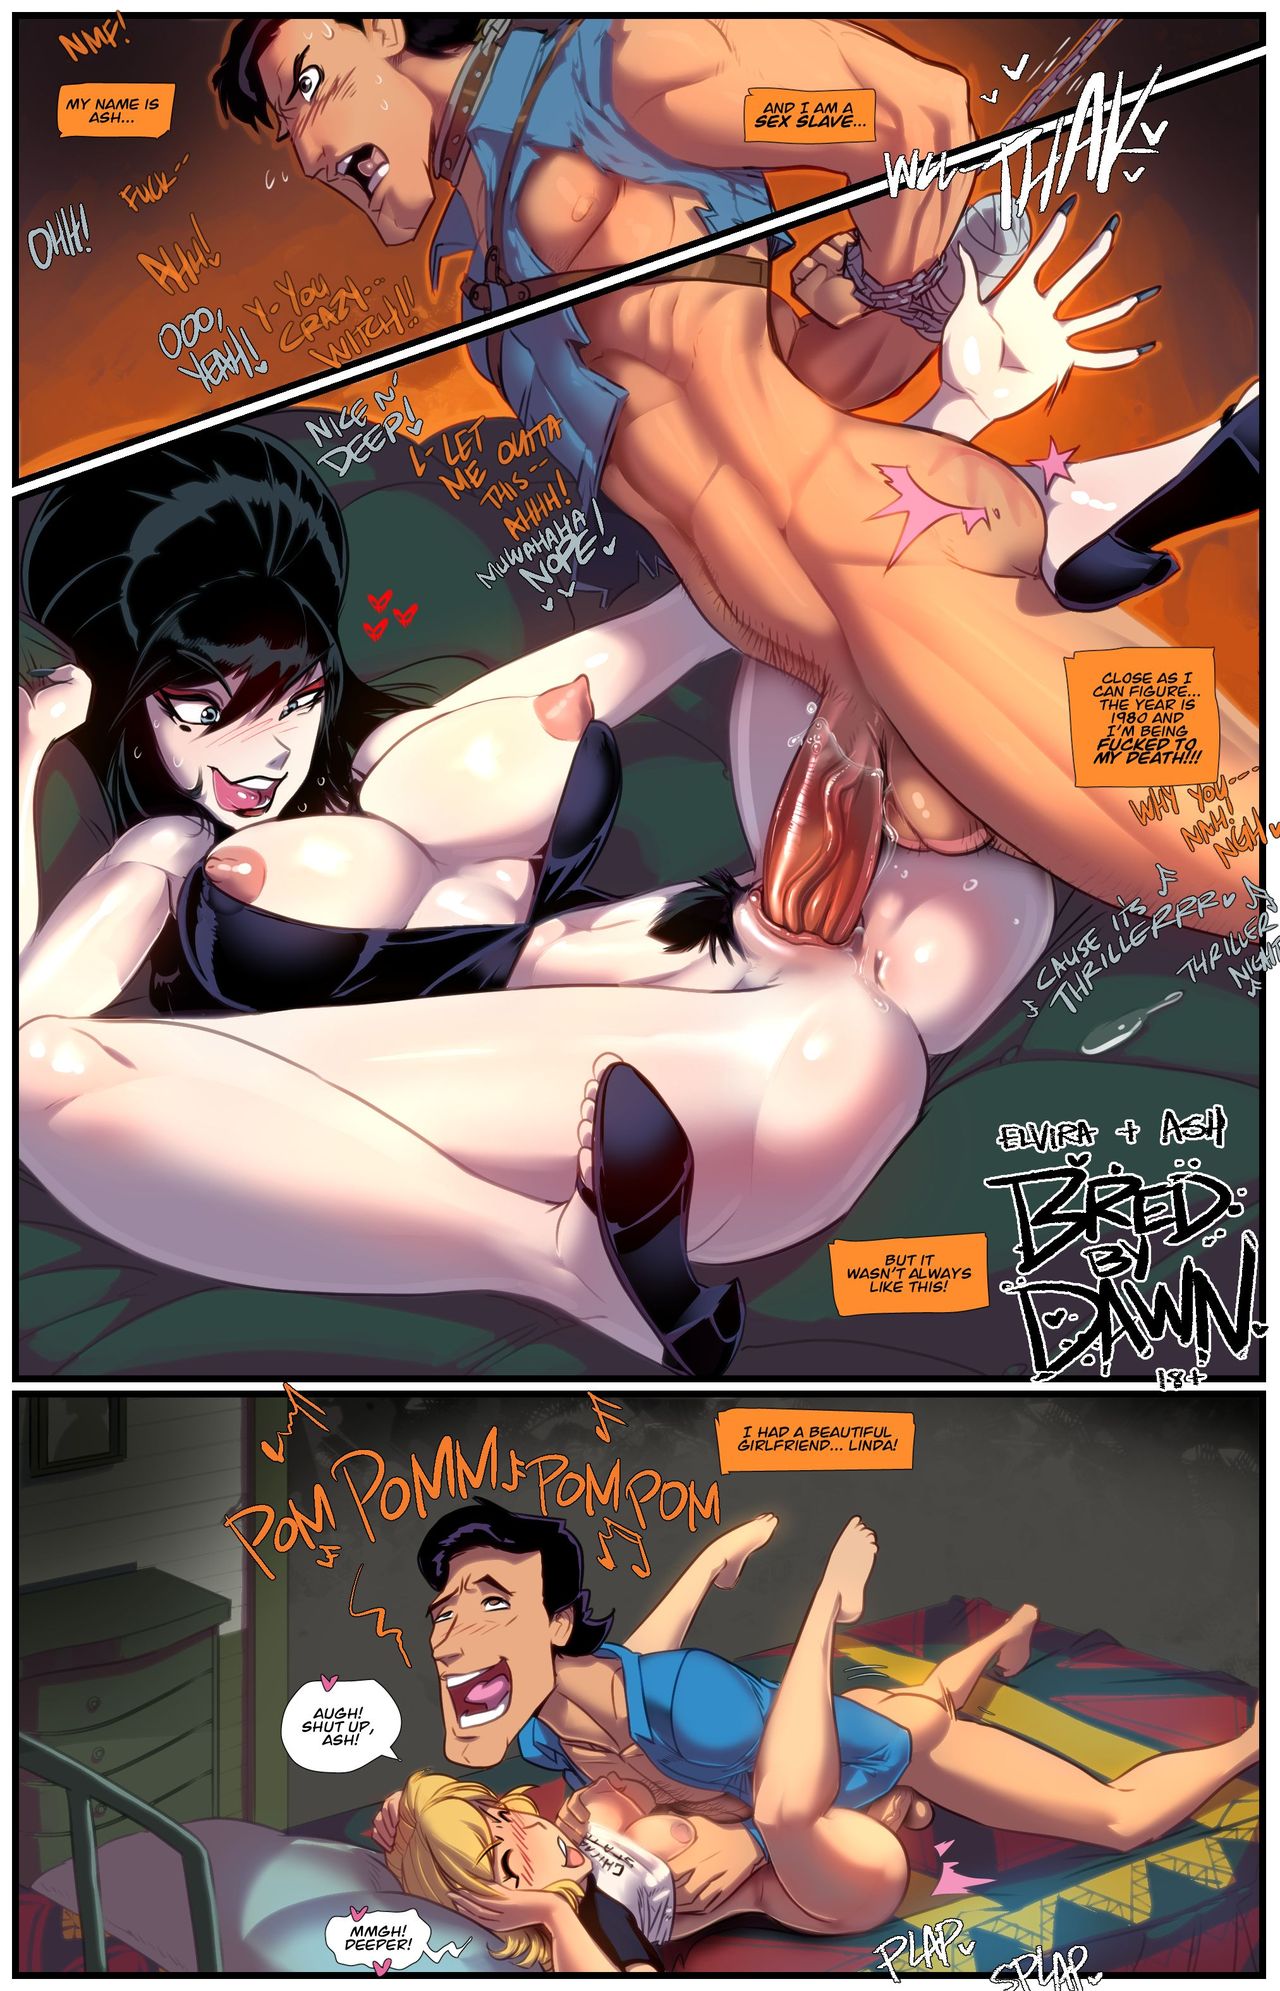 NMF!
MY NAME IS
ASH...
AND I AM A
SEX SLAVE...
WU-THAK
FUCK--
OHH!
AHH!
OOO,
YEAH!
Y-YOU
CRAZY--
WITCH!!
NICE N'
DEEP!
L-LET
ME OUTTA
THIS--
AHHH!
MUWAHAHA
NOPE!
CLOSE AS I
CAN FIGURE...
THE YEAR IS
1980 AND
I'M BEING
FUCKED TO
MY DEATH!!!
WHY YOU---
NNH!
NGH
CAUSE IT'S
THRILLERRR
THRILLER
NIGHT
ELVIRA + ASH
BRED
BY
DAWN
18+
BUT IT
WASN'T ALWAYS
LIKE THIS!
I HAD A BEAUTIFUL
GIRLFRIEND... LINDA!
POM POMM POM POM
AUGH!
SHUT UP,
ASH!
MMGH!
DEEPER!
PLAP
SPLAP